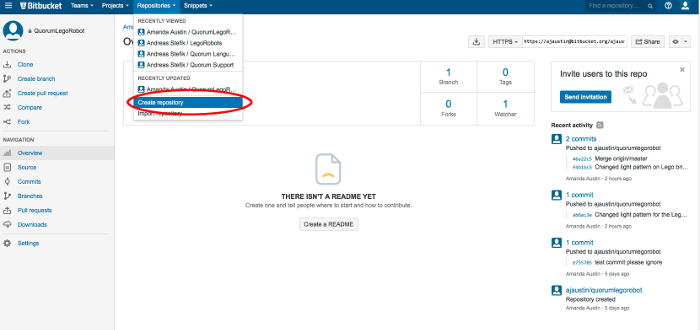 Bitbucket Teams Projects Repositories Snippets Find a repository...
QuorumLegoRobot
ACTIONS
Clone
Create branch
Create pull request
Compare
Fork
NAVIGATION
Overview
Source
Commits
Branches
Pull requests
Downloads
Settings
RECENTLY VIEWED
Amanda Austin / QuorumLegoR...
Andreas Stefik / LegoRobots
Andreas Stefik / Quorum Langu...
Andreas Stefik / Quorum Support
RECENTLY UPDATED
Amanda Austin / QuorumLegoR...
Create repository
Import repository
HTTPS https://ajaustin@bitbucket.org/ajaus
Share
1
Branch
0
Tags
0
Forks
1
Watcher
THERE ISN'T A README YET
Create one and tell people where to start and how to contribute.
Create a README
Invite users to this repo
Send invitation
Recent activity
2 commits
Pushed to ajaustin/quorumlegorobot
46a22c5 Merge origin/master
Changed light pattern on Lego bri...
Amanda Austin · 2 hours ago
1 commit
Pushed to ajaustin/quorumlegorobot
Changed light pattern for the Leg...
Amanda Austin · 2 hours ago
1 commit
Pushed to ajaustin/quorumlegorobot
e755705 test commit please ignore
Amanda Austin · 5 days ago
ajaustin/quorumlegorobot
Repository created
Amanda Austin · 5 days ago